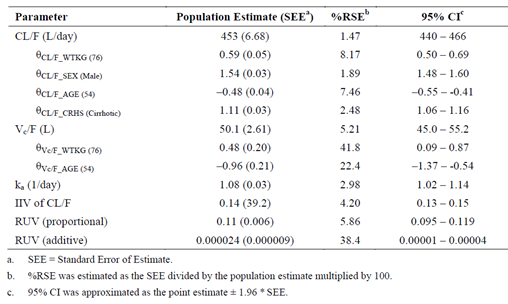 Parameter Population Estimate (SEEᵃ) %RSEᵇ 95% CIᶜ
CL/F (L/day) 453 (6.68) 1.47 440 – 466
θCL/F_WTKG (76) 0.59 (0.05) 8.17 0.50 – 0.69
θCL/F_SEX (Male) 1.54 (0.03) 1.89 1.48 – 1.60
θCL/F_AGE (54) –0.48 (0.04) 7.46 –0.55 – -0.41
θCL/F_CRHS (Cirrhotic) 1.11 (0.03) 2.48 1.06 – 1.16
Vc/F (L) 50.1 (2.61) 5.21 45.0 – 55.2
θVc/F_WTKG (76) 0.48 (0.20) 41.8 0.09 – 0.87
θVc/F_AGE (54) –0.96 (0.21) 22.4 –1.37 – -0.54
ka (1/day) 1.08 (0.03) 2.98 1.02 – 1.14
IIV of CL/F 0.14 (39.2) 4.20 0.13 – 0.15
RUV (proportional) 0.11 (0.006) 5.86 0.095 – 0.119
RUV (additive) 0.000024 (0.000009) 38.4 0.00001 – 0.00004
a. SEE = Standard Error of Estimate.
b. %RSE was estimated as the SEE divided by the population estimate multiplied by 100.
c. 95% CI was approximated as the point estimate ± 1.96 * SEE.